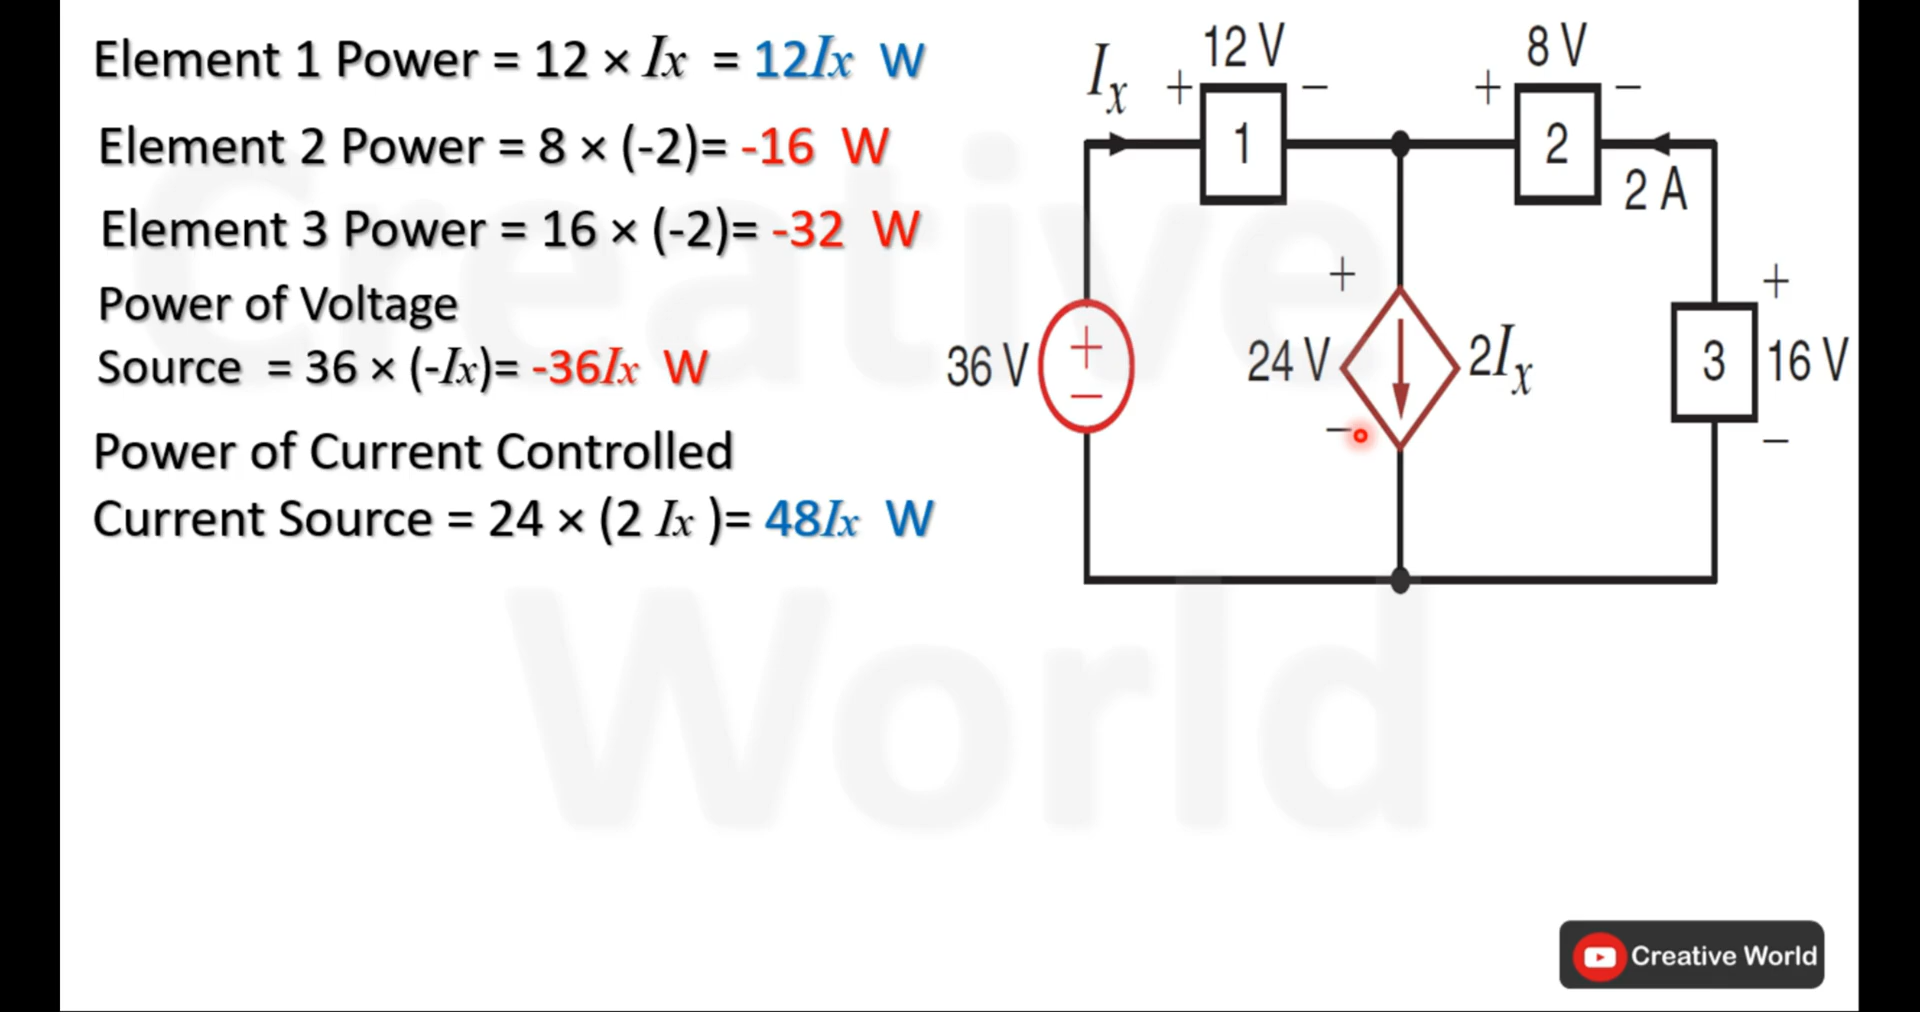 Element 1 Power = 12 × Ix = 12Ix W
Element 2 Power = 8 × (-2)= -16 W
Element 3 Power = 16 × (-2)= -32 W
Power of Voltage
Source = 36 × (-Ix)= -36Ix W
Power of Current Controlled
Current Source = 24 × (2 Ix )= 48Ix W
12 V
8 V
Ix
+
−
+
−
1
2
2 A
+
+
36 V
+
−
24 V
2Ix
3
16 V
−
−
Creative
World
Creative World